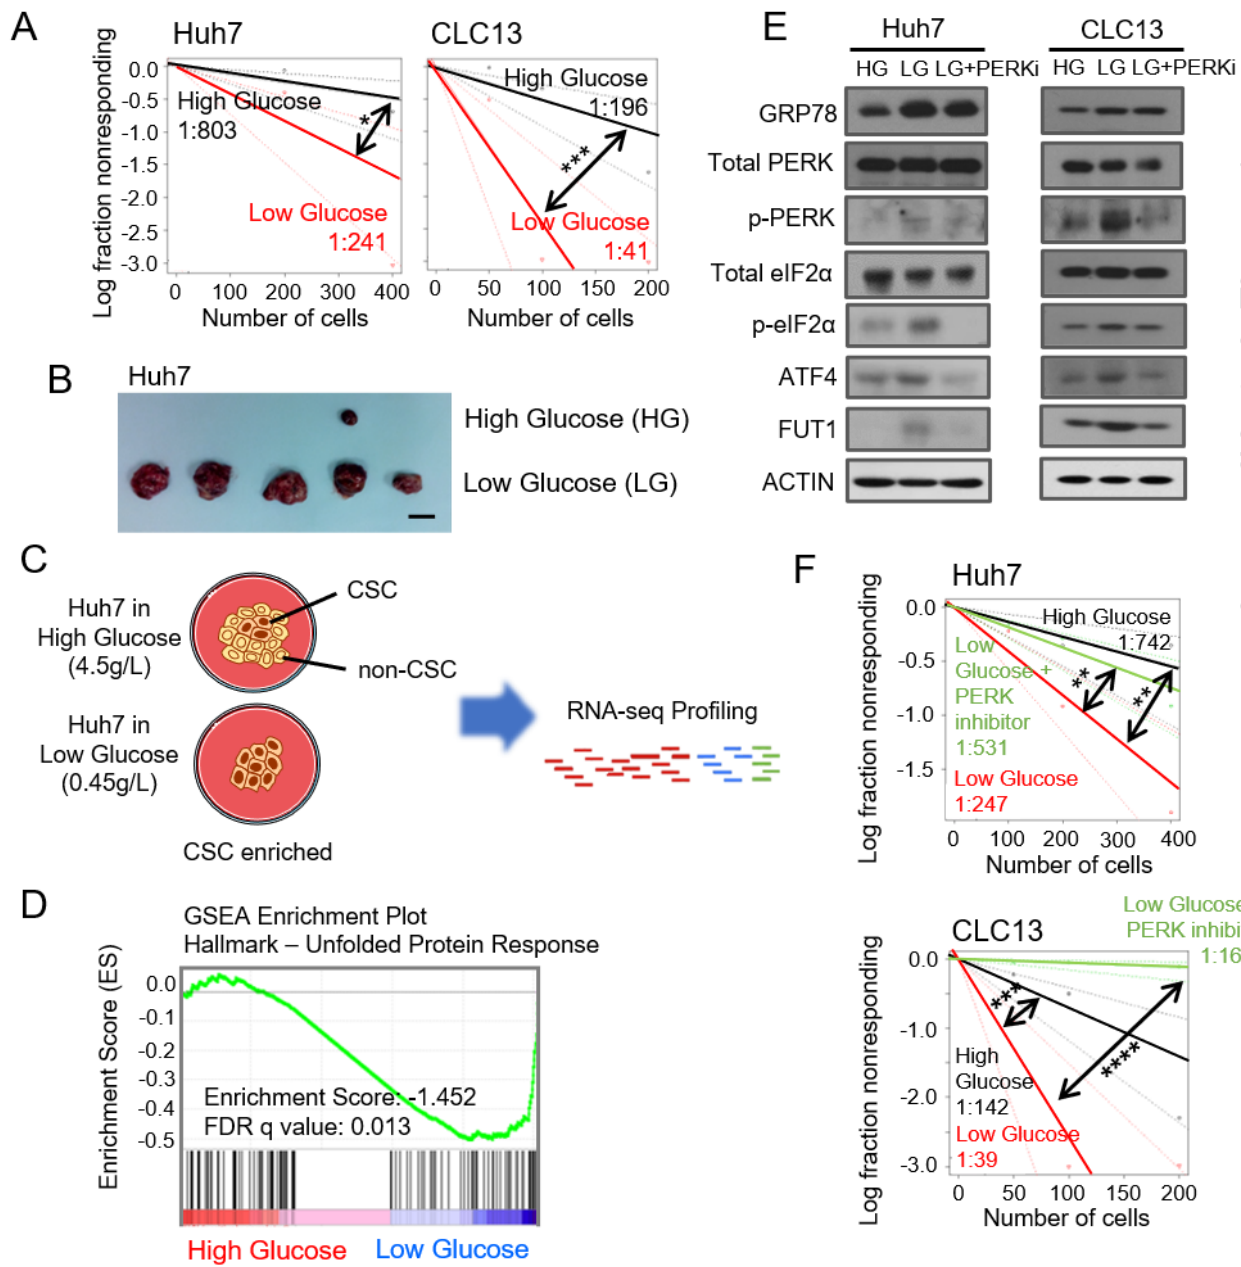 A
Huh7
CLC13
Log fraction nonresponding
0.0
-0.5
-1.0
-1.5
-2.0
-2.5
-3.0
High Glucose
1:803
*
Low Glucose
1:241
0 100 200 300 400
Number of cells
High Glucose
1:196
***
Low Glucose
1:41
0 50 100 150 200
Number of cells
B
Huh7
High Glucose (HG)
Low Glucose (LG)
C
Huh7 in
High Glucose
(4.5g/L)
CSC
non-CSC
Huh7 in
Low Glucose
(0.45g/L)
CSC enriched
RNA-seq Profiling
D
GSEA Enrichment Plot
Hallmark – Unfolded Protein Response
Enrichment Score (ES)
0.0
-0.1
-0.2
-0.3
-0.4
-0.5
Enrichment Score: -1.452
FDR q value: 0.013
High Glucose
Low Glucose
E
Huh7
CLC13
HG LG LG+PERKi
HG LG LG+PERKi
GRP78
Total PERK
p-PERK
Total eIF2α
p-eIF2α
ATF4
FUT1
ACTIN
F
Huh7
Log fraction nonresponding
0.0
-0.5
-1.0
-1.5
High Glucose
1:742
Low
Glucose +
PERK
inhibitor
1:531
**
**
Low Glucose
1:247
0 100 200 300 400
Number of cells
CLC13
Low Glucose
PERK inhibi
1:16
Log fraction nonresponding
0.0
-1.0
-2.0
-3.0
***
****
High
Glucose
1:142
Low Glucose
1:39
0 50 100 150 200
Number of cells